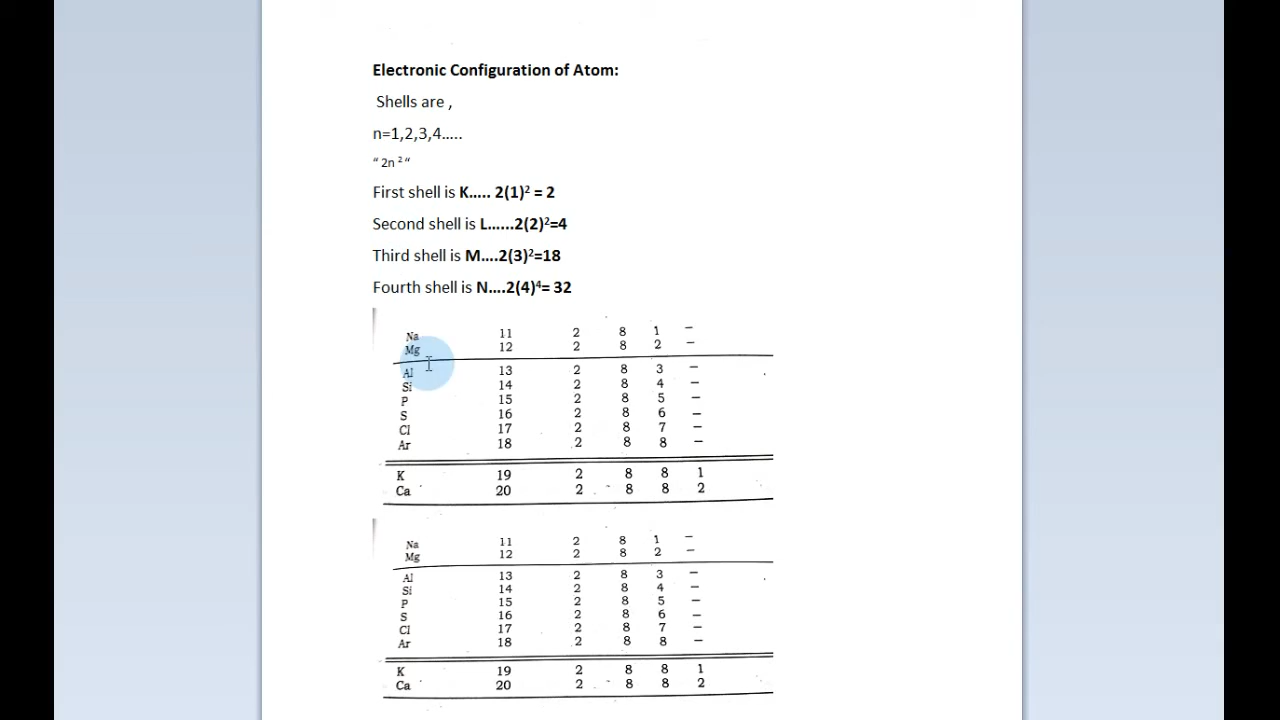 Electronic Configuration of Atom:
Shells are ,
n=1,2,3,4…..
“ 2n ² “
First shell is K….. 2(1)² = 2
Second shell is L……2(2)²=4
Third shell is M….2(3)²=18
Fourth shell is N….2(4)⁴= 32
Na 11 2 8 1 –
Mg 12 2 8 2 –
Al 13 2 8 3 –
Si 14 2 8 4 –
P 15 2 8 5 –
S 16 2 8 6 –
Cl 17 2 8 7 –
Ar 18 2 8 8 –
K 19 2 8 8 1
Ca 20 2 8 8 2
Na 11 2 8 1 –
Mg 12 2 8 2 –
Al 13 2 8 3 –
Si 14 2 8 4 –
P 15 2 8 5 –
S 16 2 8 6 –
Cl 17 2 8 7 –
Ar 18 2 8 8 –
K 19 2 8 8 1
Ca 20 2 8 8 2